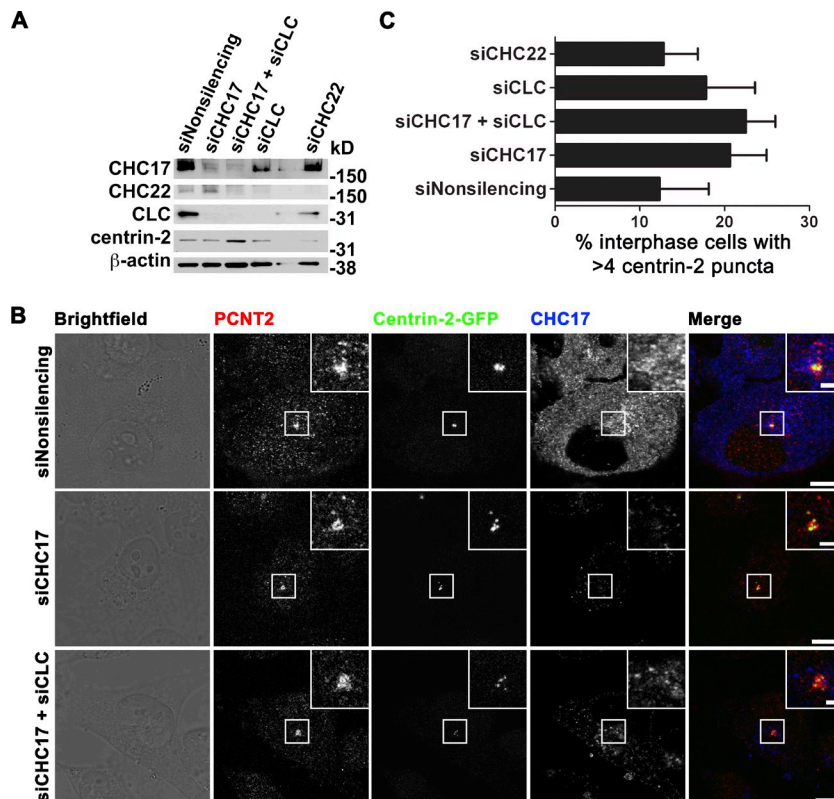 A
siNonsilencing
siCHC17
siCHC17 + siCLC
siCLC
siCHC22
kD
CHC17
-150
CHC22
-150
CLC
-31
centrin-2
-31
β-actin
-38
C
siCHC22
siCLC
siCHC17 + siCLC
siCHC17
siNonsilencing
0 10 20 30
% interphase cells with
>4 centrin-2 puncta
B
Brightfield PCNT2 Centrin-2-GFP CHC17 Merge
siNonsilencing
siCHC17
siCHC17 + siCLC